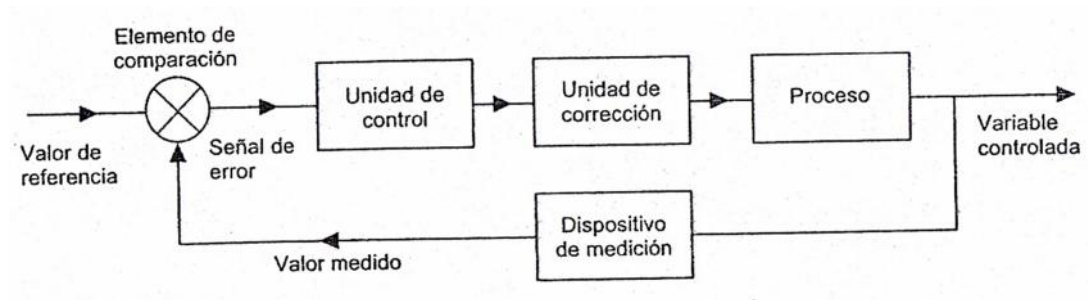 Elemento de
comparación
Valor de
referencia
Señal de
error
Unidad de
control
Unidad de
corrección
Proceso
Variable
controlada
Dispositivo
de medición
Valor medido